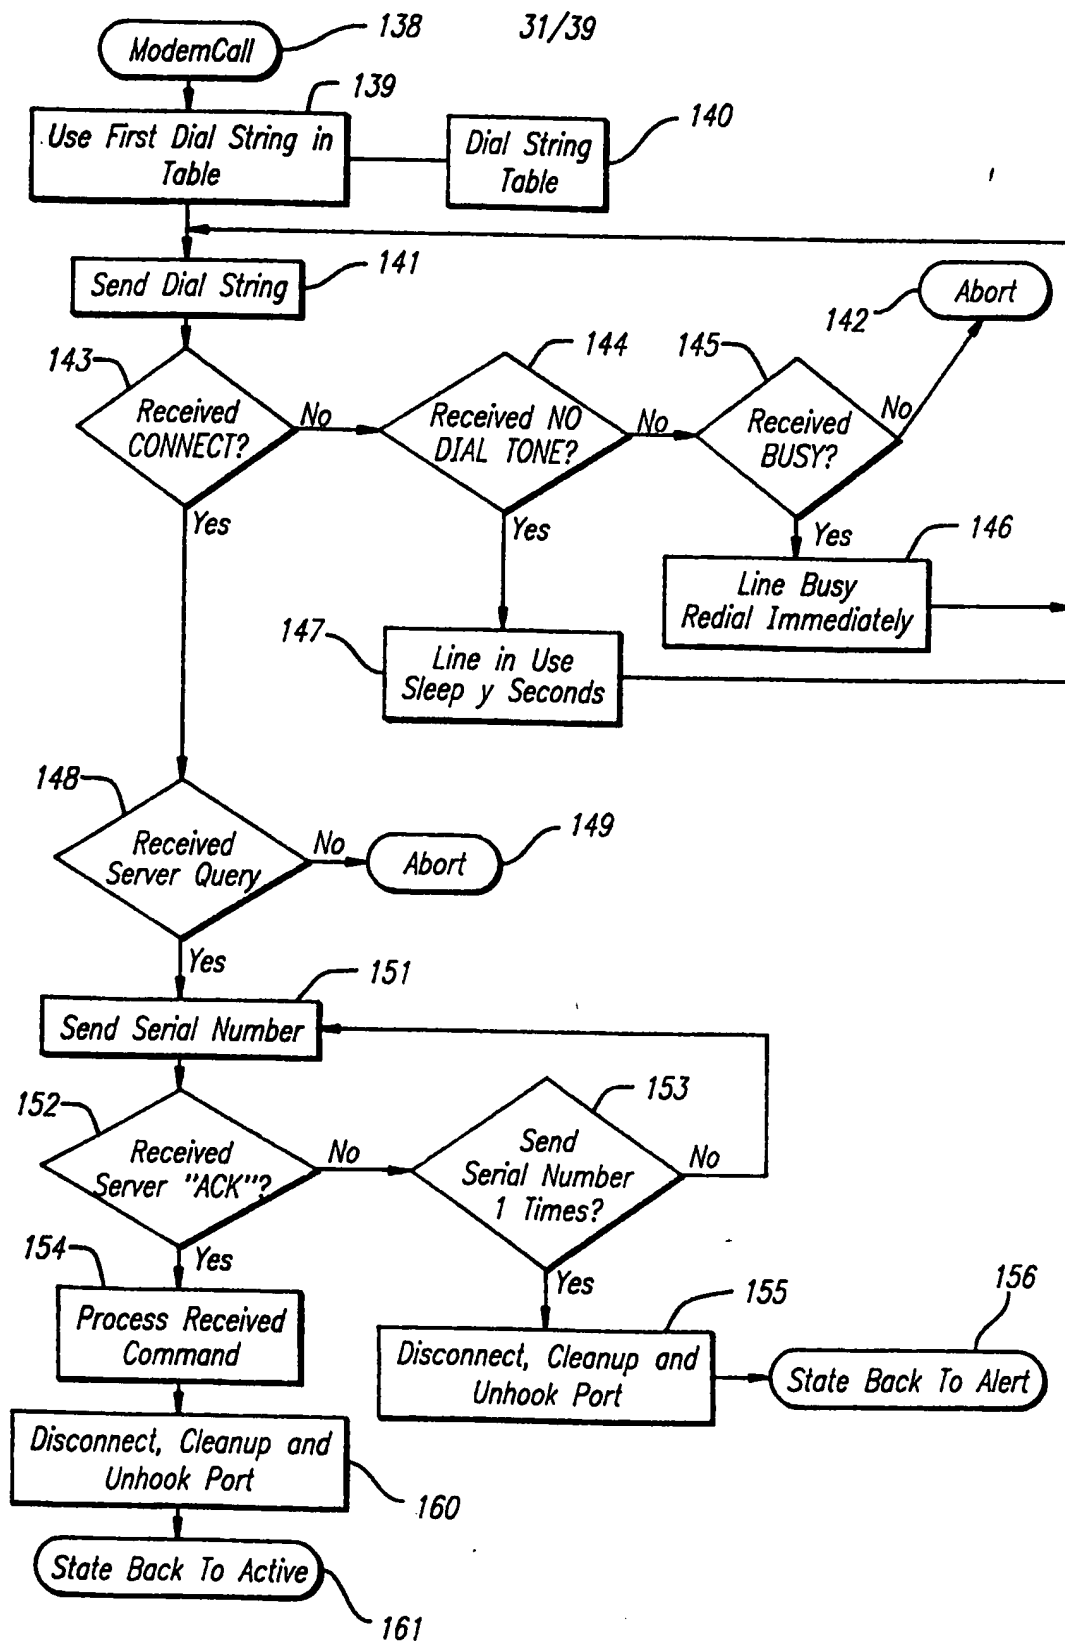 138
31/39
ModemCall
139
Use First Dial String in
Table
140
Dial String
Table
141
Send Dial String
142
Abort
143
Received
CONNECT?
No
144
Received NO
DIAL TONE?
No
145
Received
BUSY?
No
Yes
Yes
Yes
146
Line Busy
Redial Immediately
147
Line in Use
Sleep y Seconds
148
Received
Server Query
No
149
Abort
Yes
151
Send Serial Number
152
Received
Server "ACK"?
No
153
Send
Serial Number
1 Times?
No
Yes
Yes
154
Process Received
Command
155
Disconnect, Cleanup and
Unhook Port
156
State Back To Alert
Disconnect, Cleanup and
Unhook Port
160
State Back To Active
161